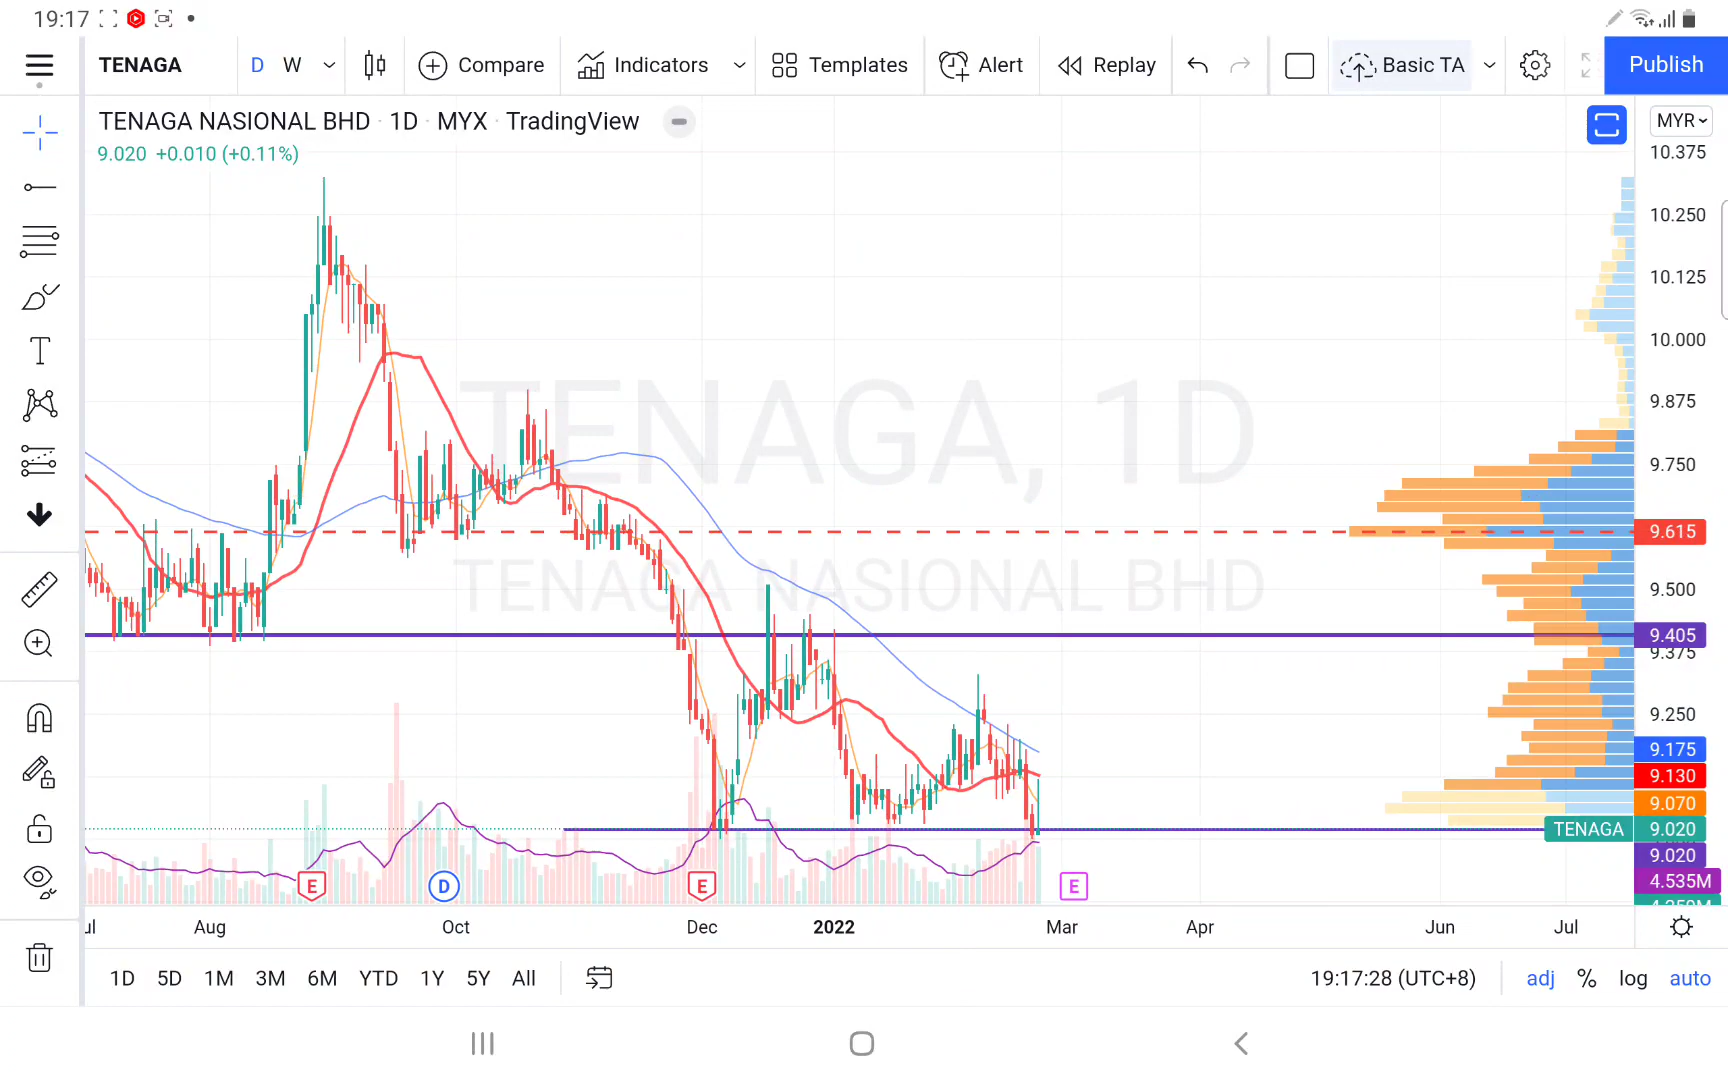 19:17
TENAGA
D W
Compare
Indicators
Templates
Alert
Replay
Basic TA
Publish
TENAGA NASIONAL BHD · 1D · MYX · TradingView
9.020 +0.010 (+0.11%)
MYR
10.375
10.250
10.125
10.000
9.875
9.750
9.615
9.500
9.405
9.375
9.250
9.175
9.130
9.070
TENAGA 9.020
9.020
4.535M
TENAGA, 1D
TENAGA NASIONAL BHD
E
D
E
E
Aug
Oct
Dec
2022
Mar
Apr
Jun
Jul
1D 5D 1M 3M 6M YTD 1Y 5Y All
19:17:28 (UTC+8)
adj % log auto